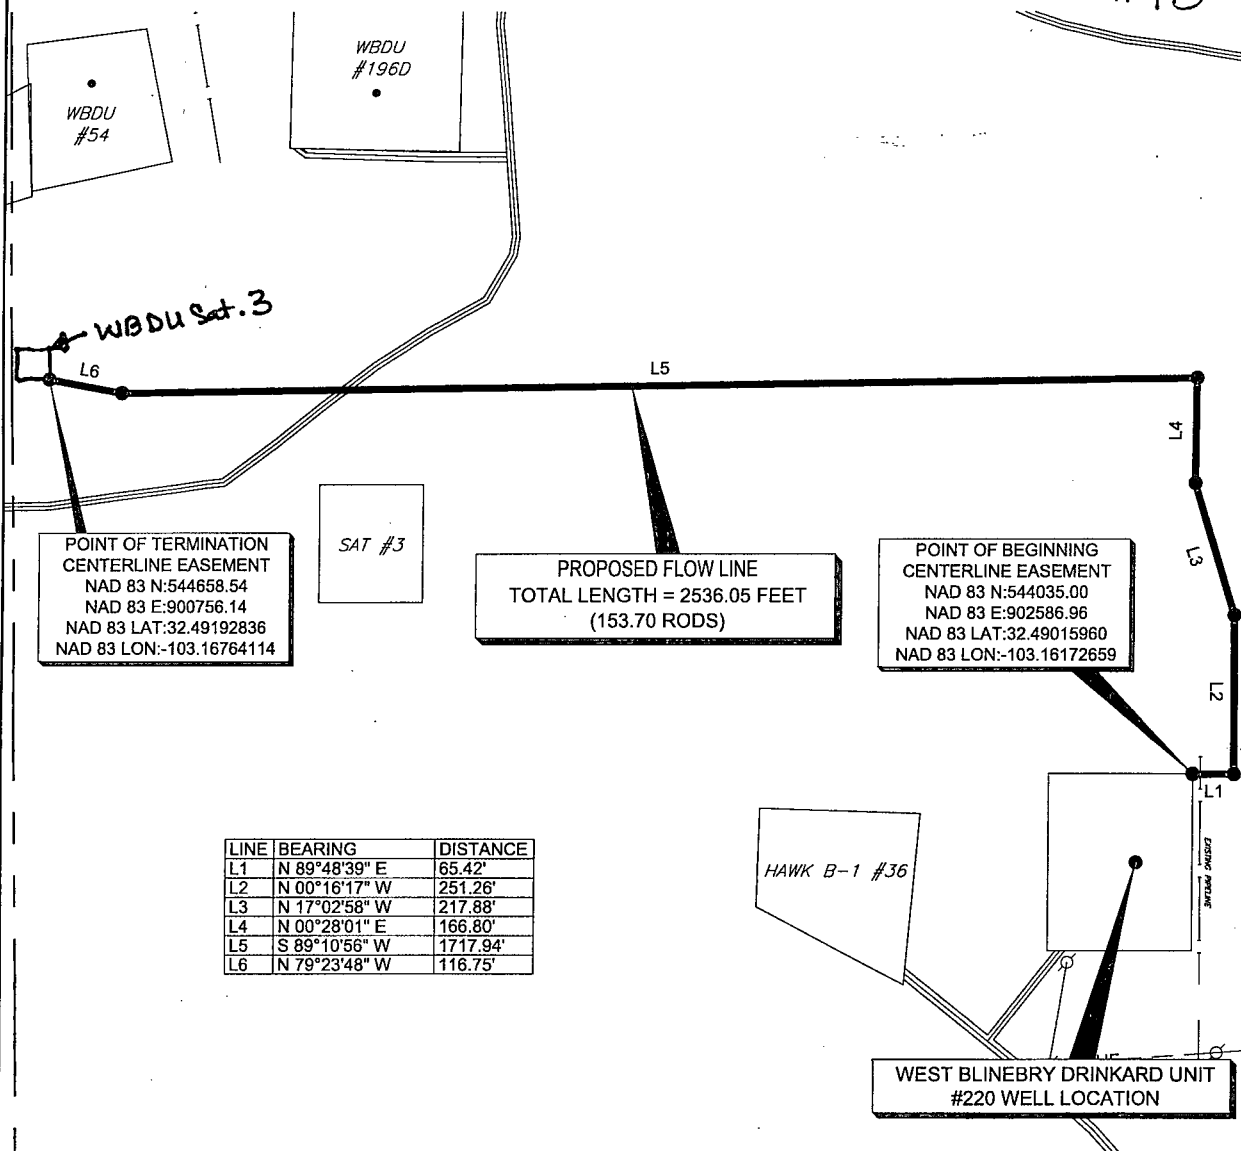 WBDU
#196D
WBDU
#54
WBDU Sat. 3
L6
L5
L4
L3
L2
L1
SAT #3
POINT OF TERMINATION
CENTERLINE EASEMENT
NAD 83 N:544658.54
NAD 83 E:900756.14
NAD 83 LAT:32.49192836
NAD 83 LON:-103.16764114
PROPOSED FLOW LINE
TOTAL LENGTH = 2536.05 FEET
(153.70 RODS)
POINT OF BEGINNING
CENTERLINE EASEMENT
NAD 83 N:544035.00
NAD 83 E:902586.96
NAD 83 LAT:32.49015960
NAD 83 LON:-103.16172659
EXISTING PIPELINE
HAWK B-1 #36
LINE BEARING DISTANCE
L1 N 89°48'39" E 65.42'
L2 N 00°16'17" W 251.26'
L3 N 17°02'58" W 217.88'
L4 N 00°28'01" E 166.80'
L5 S 89°10'56" W 1717.94'
L6 N 79°23'48" W 116.75'
WEST BLINEBRY DRINKARD UNIT
#220 WELL LOCATION